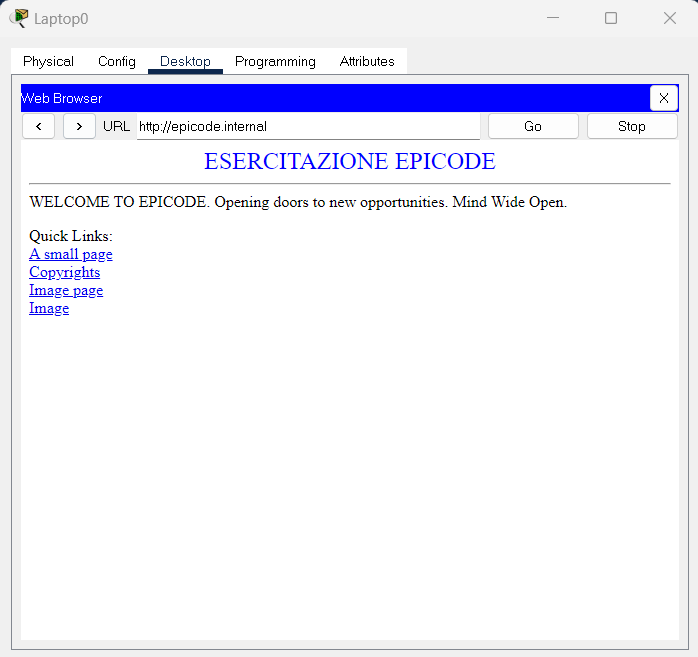 Laptop0
Physical Config Desktop Programming Attributes
Web Browser X
< > URL http://epicode.internal Go Stop
ESERCITAZIONE EPICODE
WELCOME TO EPICODE. Opening doors to new opportunities. Mind Wide Open.
Quick Links:
A small page
Copyrights
Image page
Image